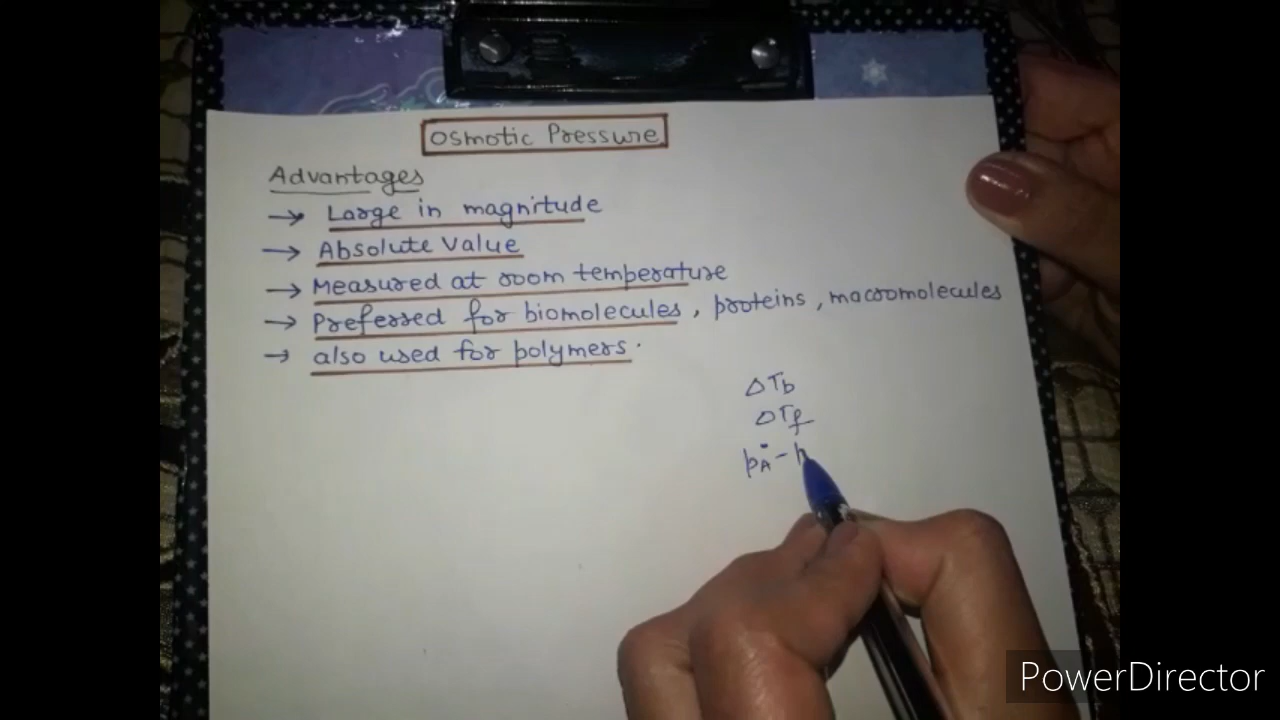 Osmotic Pressure
Advantages
→ Large in magnitude
→ Absolute Value
→ Measured at room temperature
→ Preferred for biomolecules, proteins, macromolecules
→ also used for polymers.
ΔTb
ΔTf
p°A - p
PowerDirector